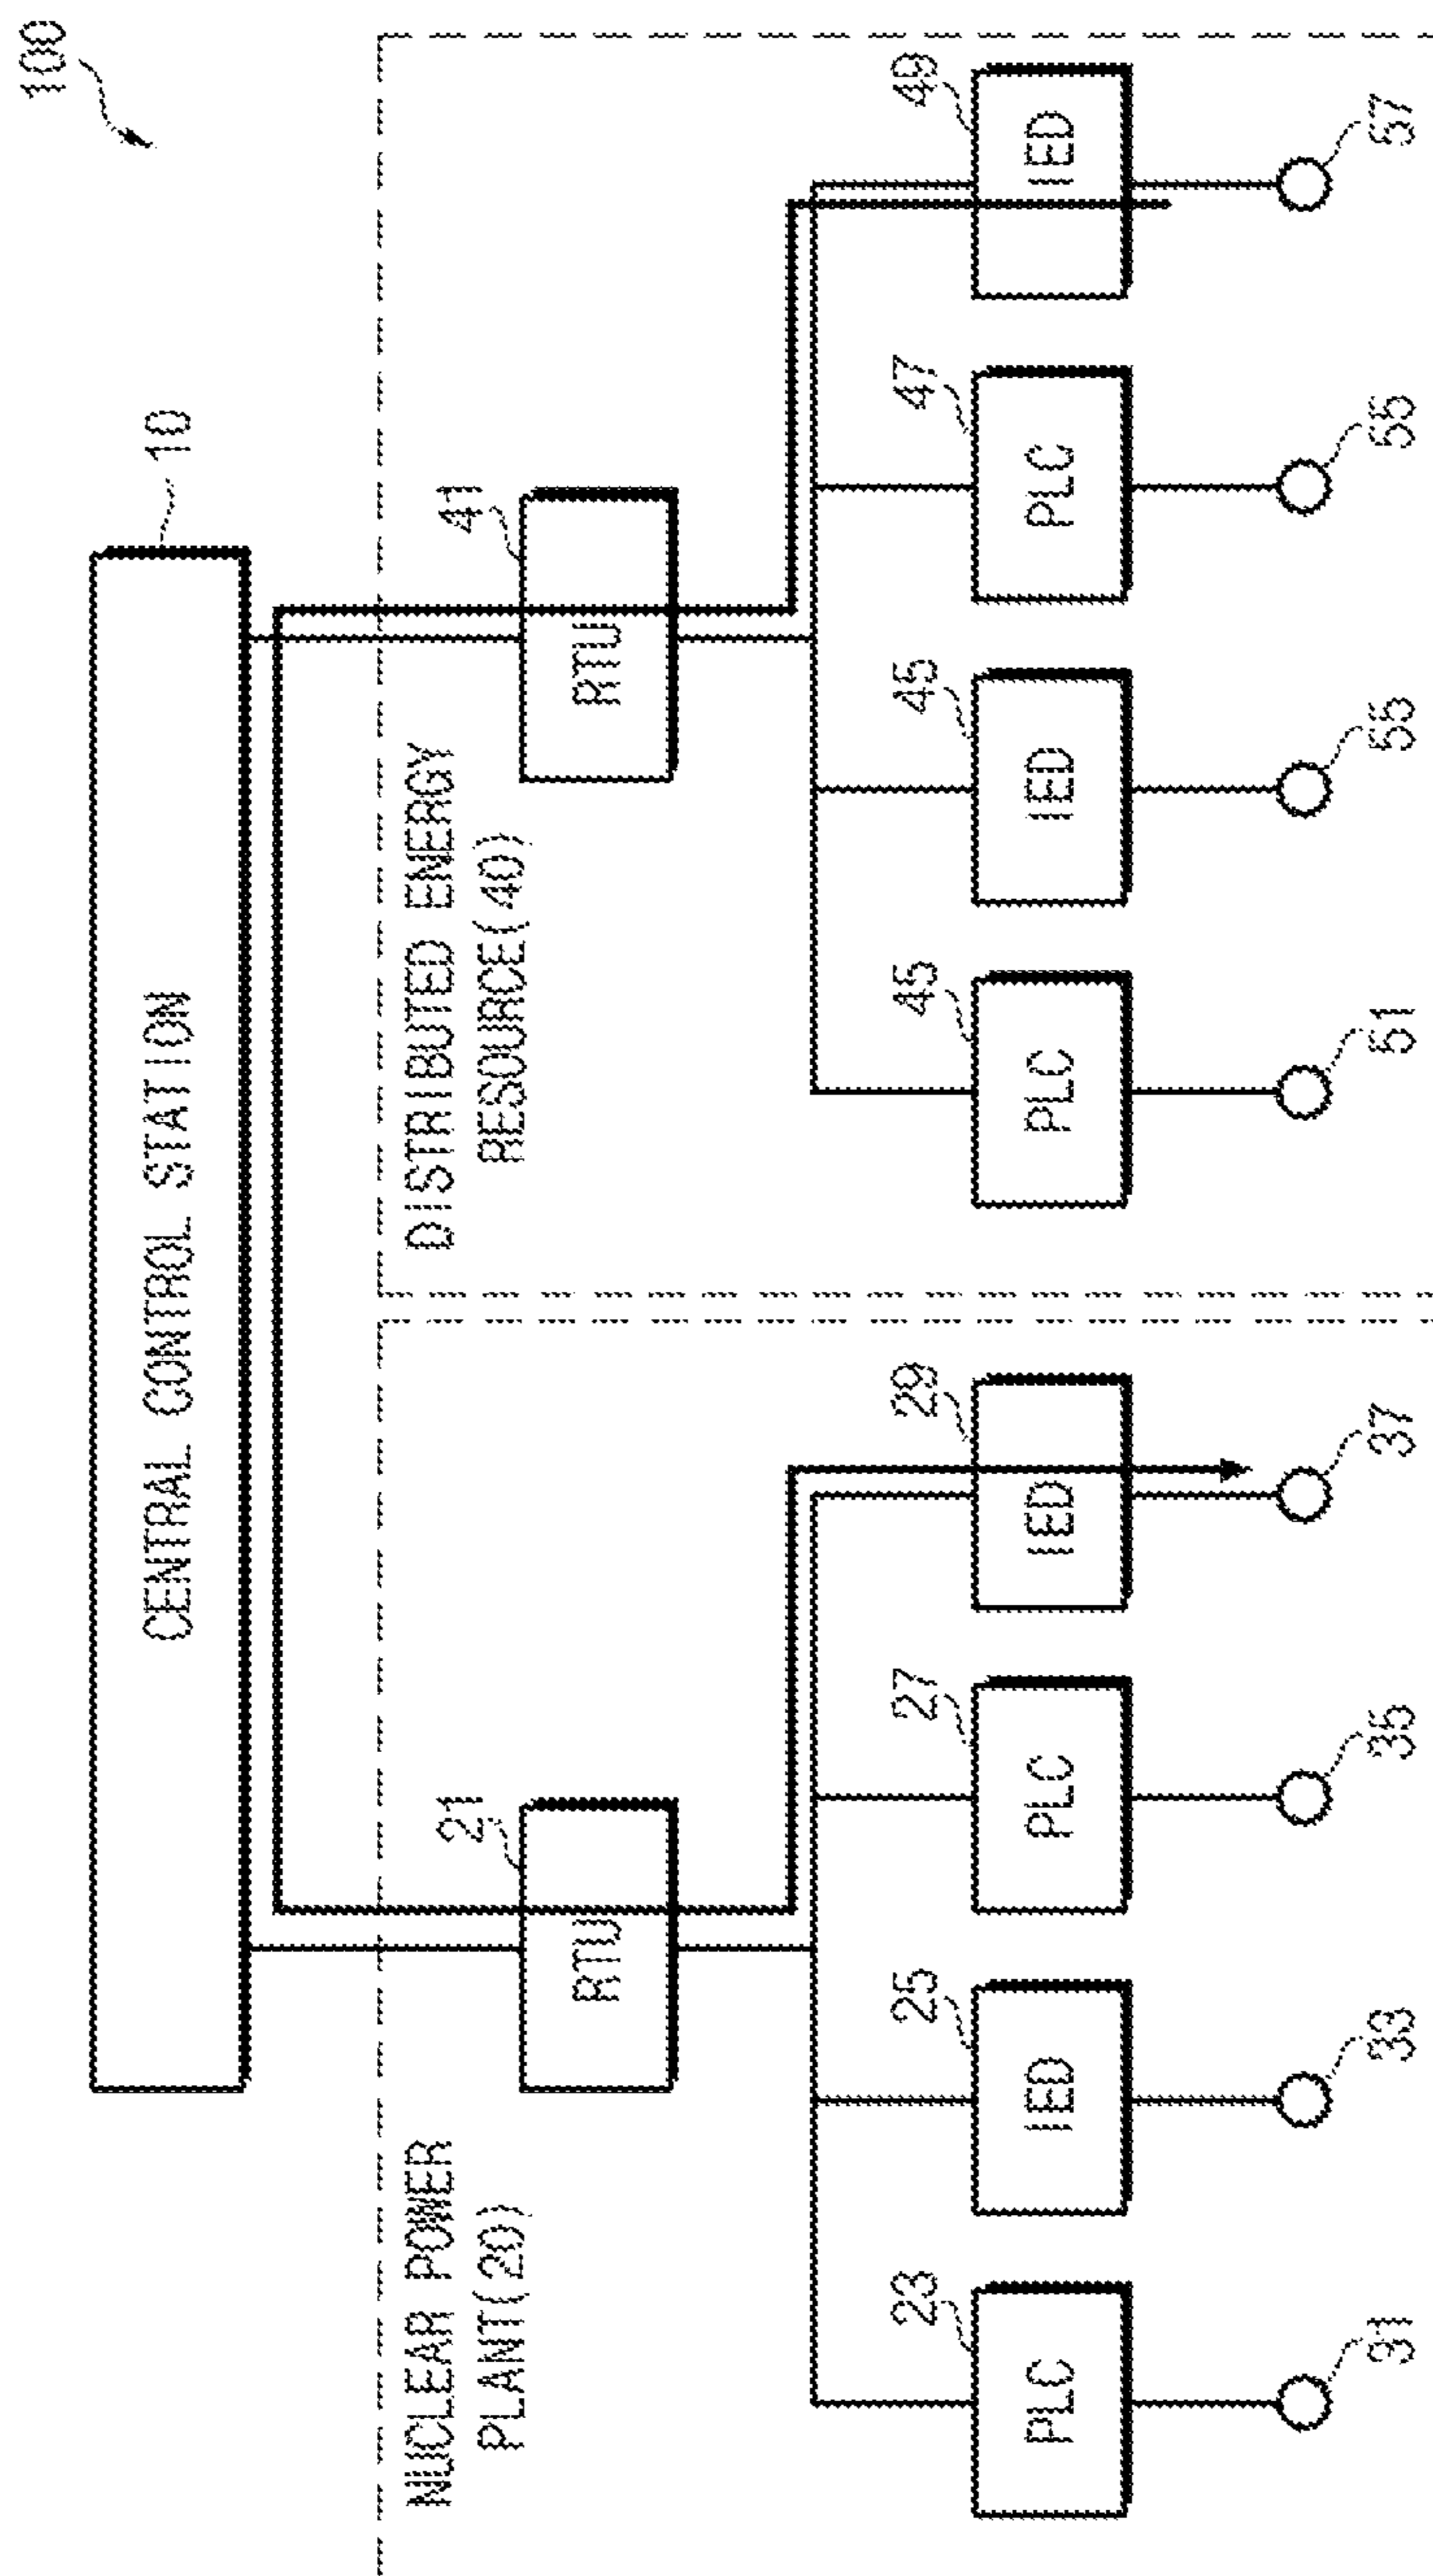 100
CENTRAL CONTROL STATION
10
NUCLEAR POWER
PLANT(20)
21
RTU
DISTRIBUTED ENERGY
RESOURCE(40)
41
RTU
23
PLC
25
IED
27
PLC
29
IED
45
PLC
45
IED
47
PLC
49
IED
31
33
35
37
51
55
55
57